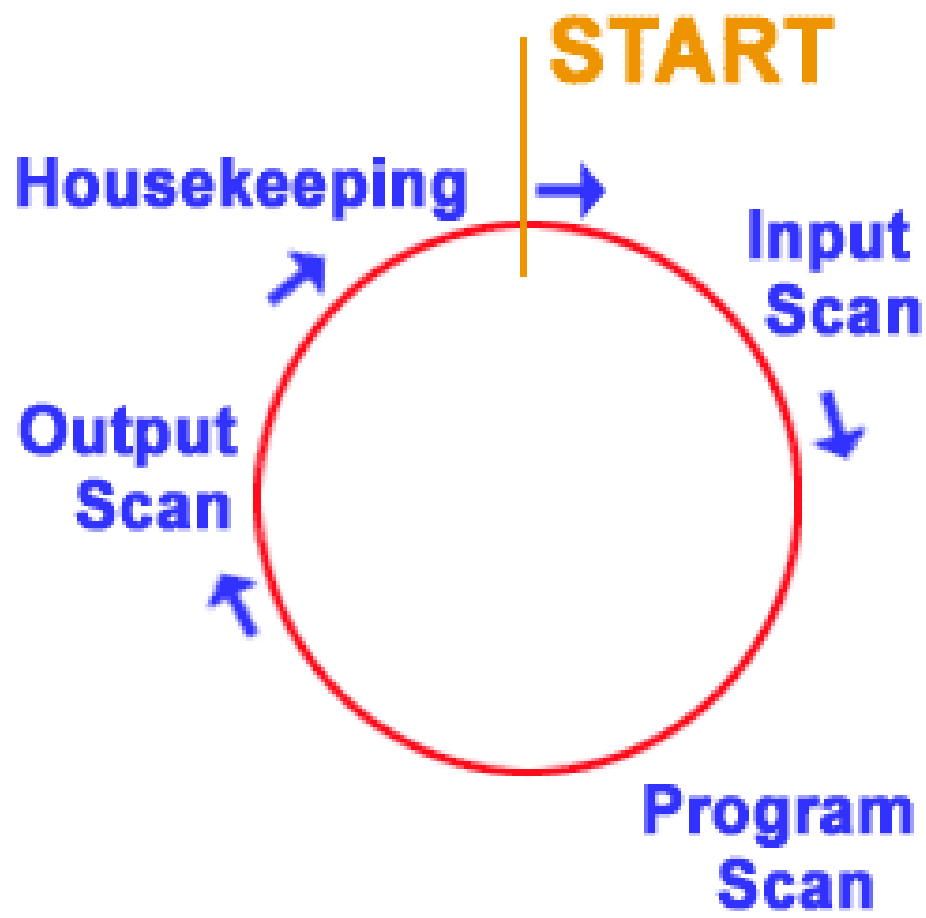 START
Housekeeping
Input
Scan
Output
Scan
Program
Scan